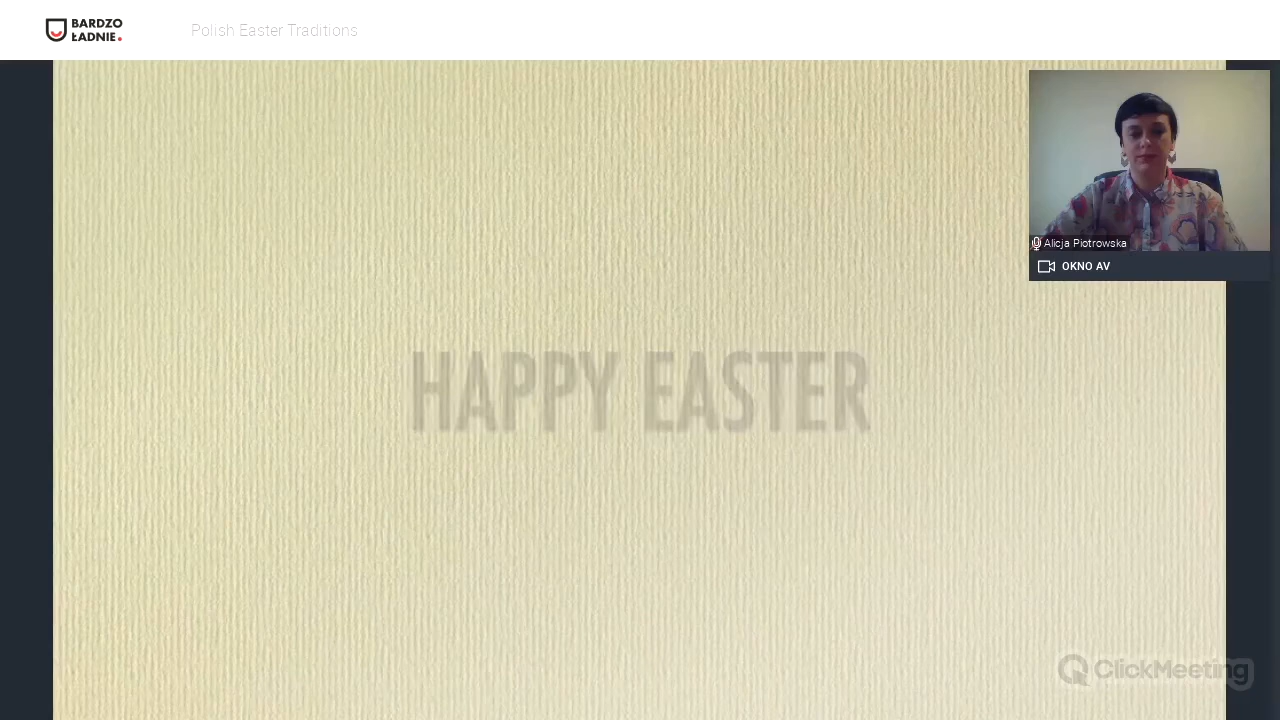 BARDZO
ŁADNIE.
Polish Easter Traditions
HAPPY EASTER
Alicja Piotrowska
OKNO AV
ClickMeeting